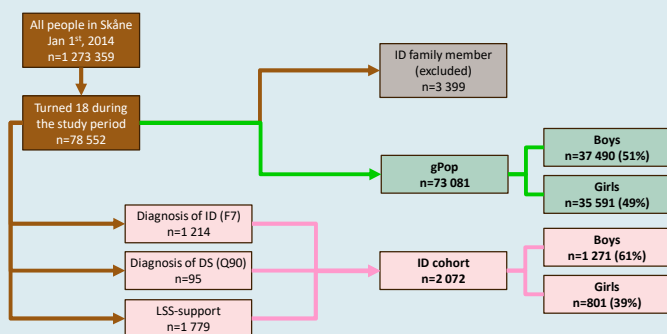 All people in Skåne
Jan 1st, 2014
n=1 273 359
ID family member
(excluded)
n=3 399
Turned 18 during
the study period
n=78 552
Boys
n=37 490 (51%)
gPop
n=73 081
Girls
n=35 591 (49%)
Diagnosis of ID (F7)
n=1 214
Boys
n=1 271 (61%)
Diagnosis of DS (Q90)
n=95
ID cohort
n=2 072
Girls
n=801 (39%)
LSS-support
n=1 779